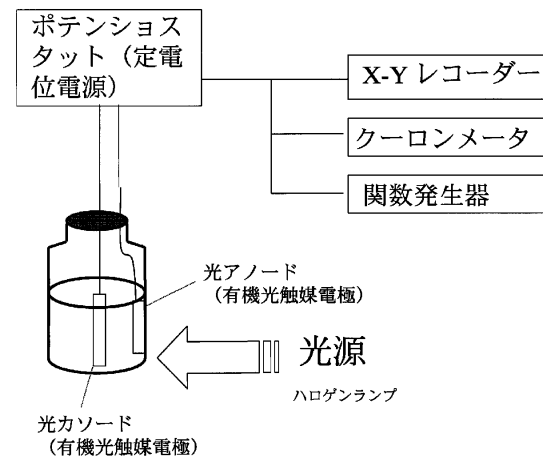 ポテンショス
タット（定電
位電源）
X-Y レコーダー
クーロンメータ
関数発生器
光アノード
（有機光触媒電極）
光源
ハロゲンランプ
光カソード
（有機光触媒電極）